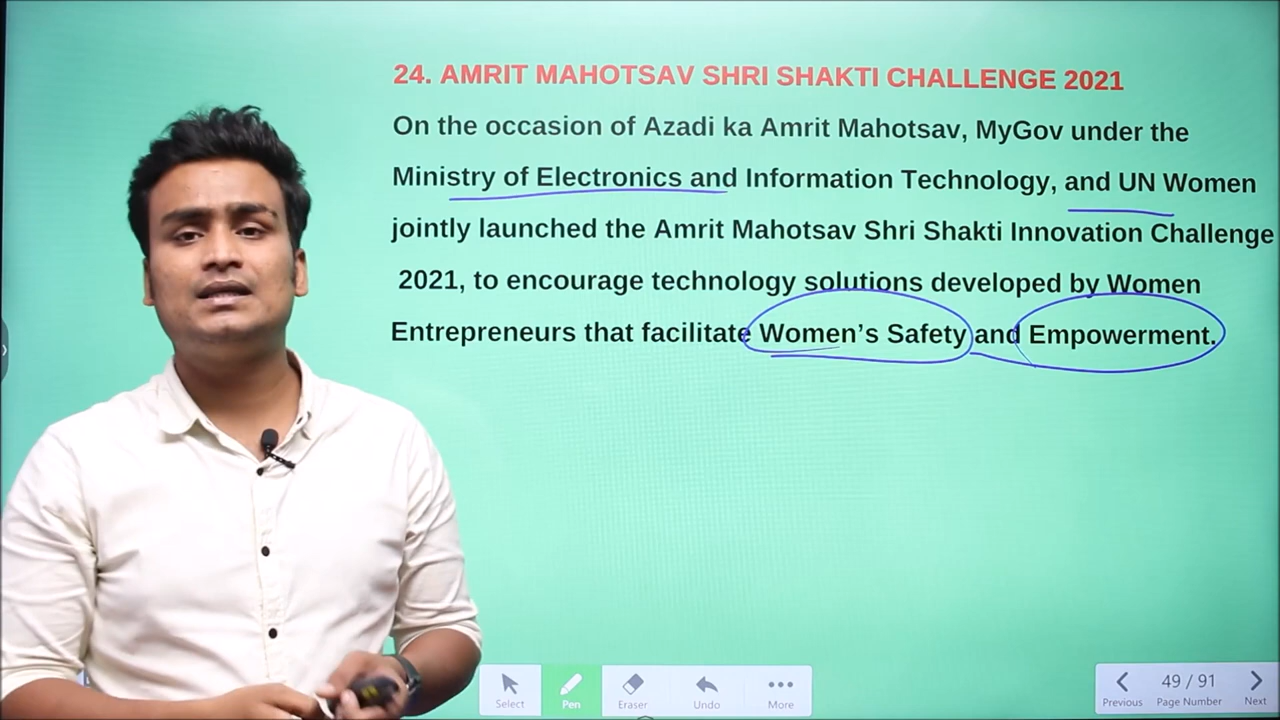 24. AMRIT MAHOTSAV SHRI SHAKTI CHALLENGE 2021
On the occasion of Azadi ka Amrit Mahotsav, MyGov under the
Ministry of Electronics and Information Technology, and UN Women
jointly launched the Amrit Mahotsav Shri Shakti Innovation Challenge
2021, to encourage technology solutions developed by Women
Entrepreneurs that facilitate Women’s Safety and Empowerment.
Select Pen Eraser Undo More
49 / 91
Previous Page Number Next